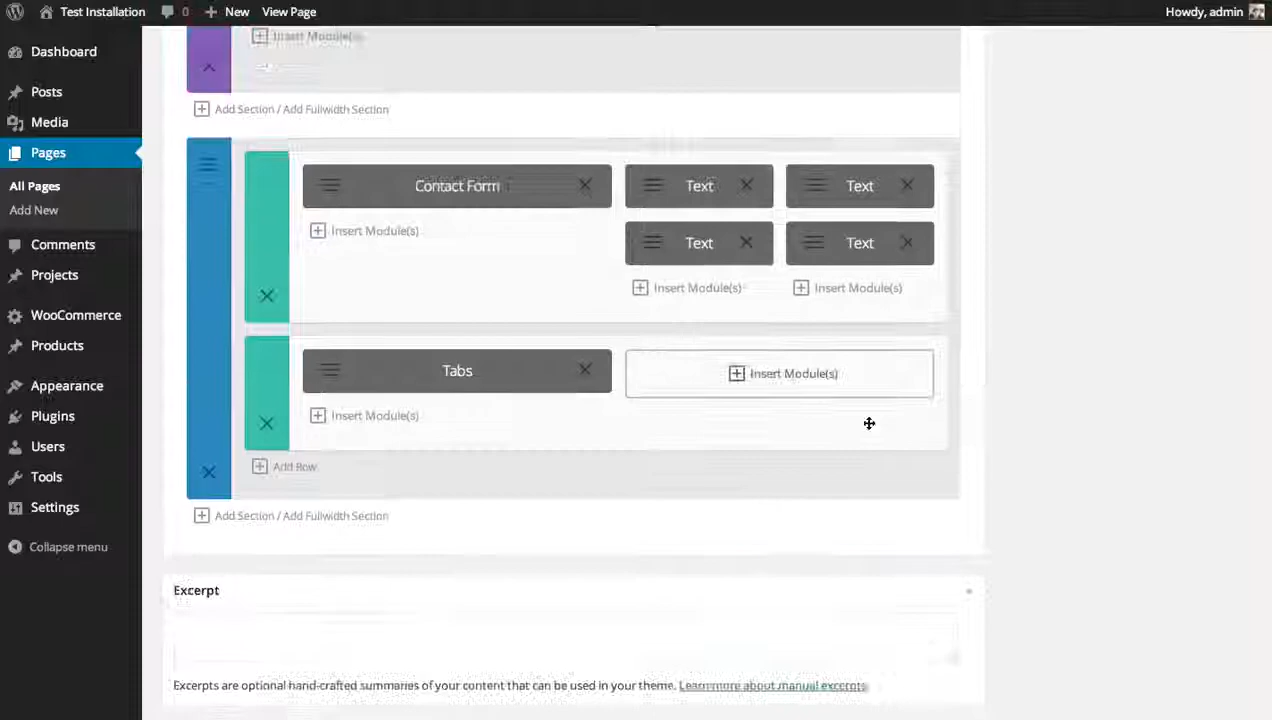 Test Installation
0
New
View Page
Howdy, admin
Dashboard
Posts
Media
Pages
All Pages
Add New
Comments
Projects
WooCommerce
Products
Appearance
Plugins
Users
Tools
Settings
Collapse menu
Insert Module(s)
Add Section / Add Fullwidth Section
Contact Form
Text
Text
Insert Module(s)
Text
Text
Insert Module(s)
Insert Module(s)
Tabs
Insert Module(s)
Insert Module(s)
Add Row
Add Section / Add Fullwidth Section
Excerpt
Excerpts are optional hand-crafted summaries of your content that can be used in your theme. Learn more about manual excerpts.